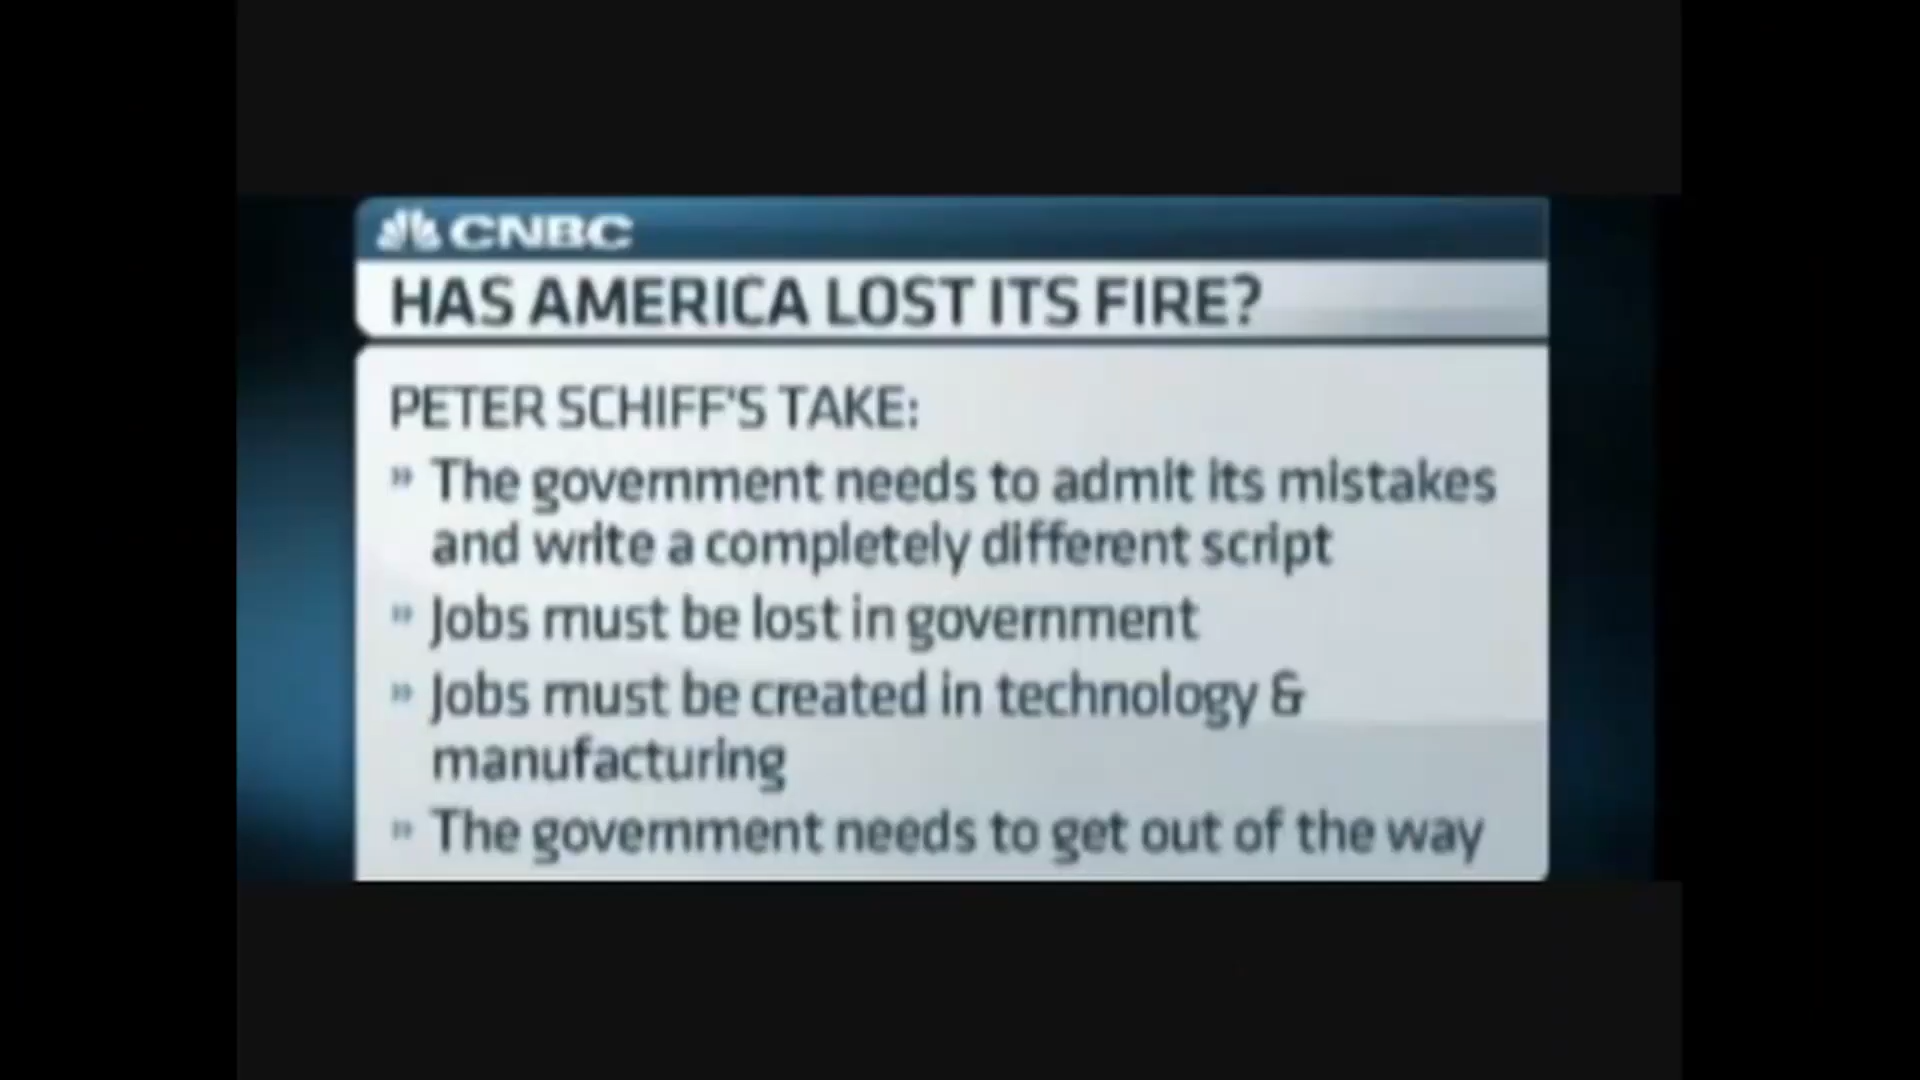 CNBC
HAS AMERICA LOST ITS FIRE?
PETER SCHIFF'S TAKE:
» The government needs to admit its mistakes
and write a completely different script
» Jobs must be lost in government
» Jobs must be created in technology &
manufacturing
» The government needs to get out of the way